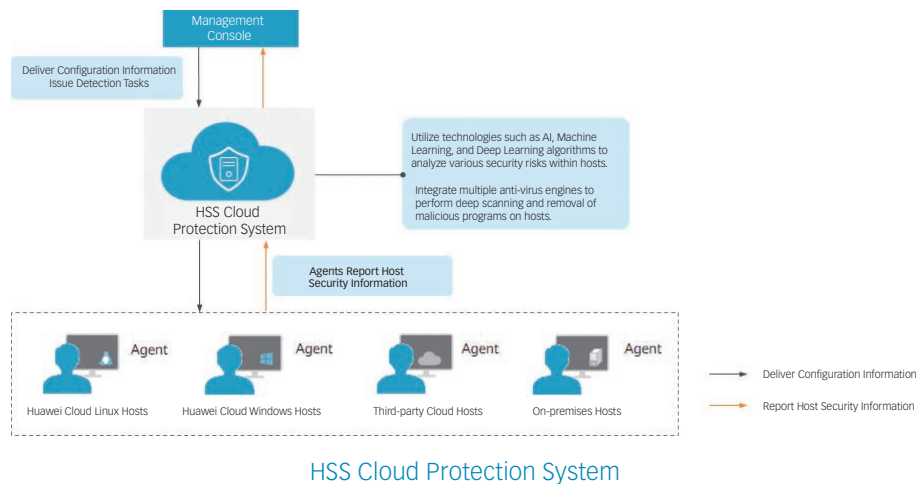 Management
Console
Deliver Configuration Information
Issue Detection Tasks
Utilize technologies such as AI, Machine
Learning, and Deep Learning algorithms to
analyze various security risks within hosts.
Integrate multiple anti-virus engines to
perform deep scanning and removal of
malicious programs on hosts.
HSS Cloud
Protection System
Agents Report Host
Security Information
Agent
Agent
Agent
Agent
Huawei Cloud Linux Hosts
Huawei Cloud Windows Hosts
Third-party Cloud Hosts
On-premises Hosts
Deliver Configuration Information
Report Host Security Information
HSS Cloud Protection System